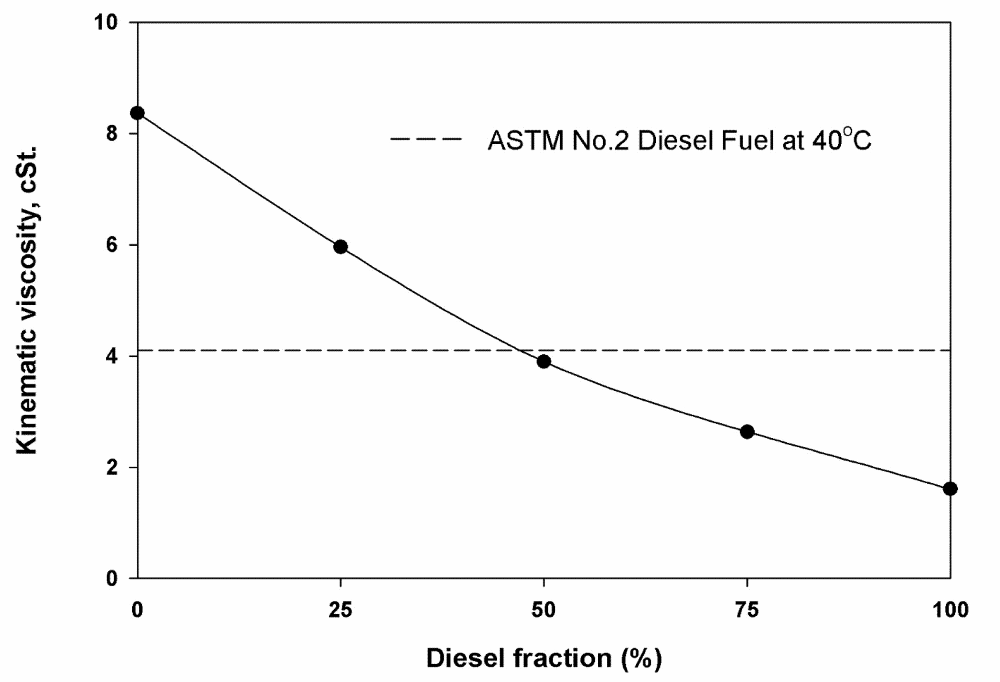 10
8
6
4
2
0
Kinematic viscosity, cSt.
ASTM No.2 Diesel Fuel at 40°C
0 25 50 75 100
Diesel fraction (%)